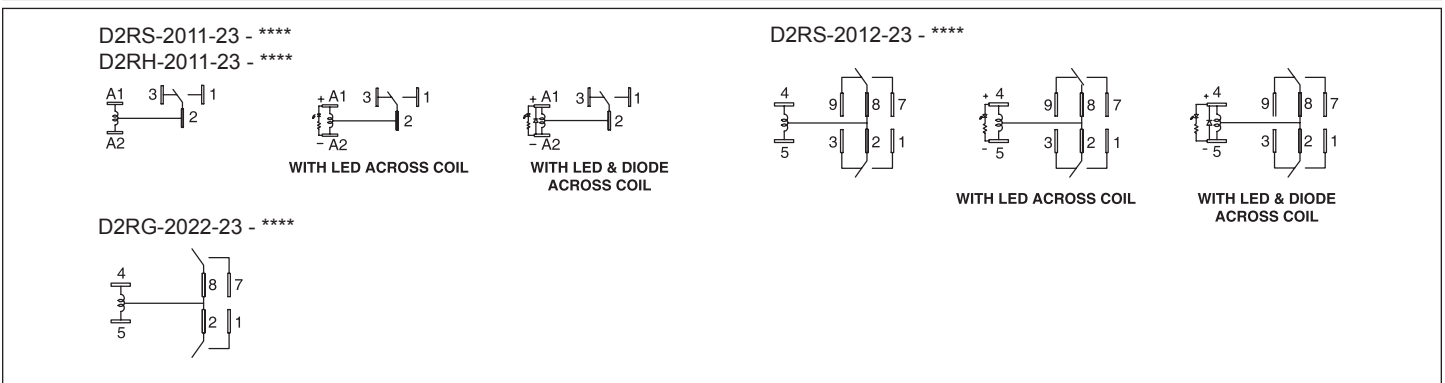 D2RS-2011-23 - ****
D2RH-2011-23 - ****
A1
3
1
2
A2
+ A1
3
1
2
– A2
WITH LED ACROSS COIL
+ A1
3
1
2
– A2
WITH LED & DIODE
ACROSS COIL
D2RS-2012-23 - ****
4
9
8
7
3
2
1
5
+ 4
9
8
7
3
2
1
- 5
WITH LED ACROSS COIL
+ 4
9
8
7
3
2
1
- 5
WITH LED & DIODE
ACROSS COIL
D2RG-2022-23 - ****
4
8
7
2
1
5